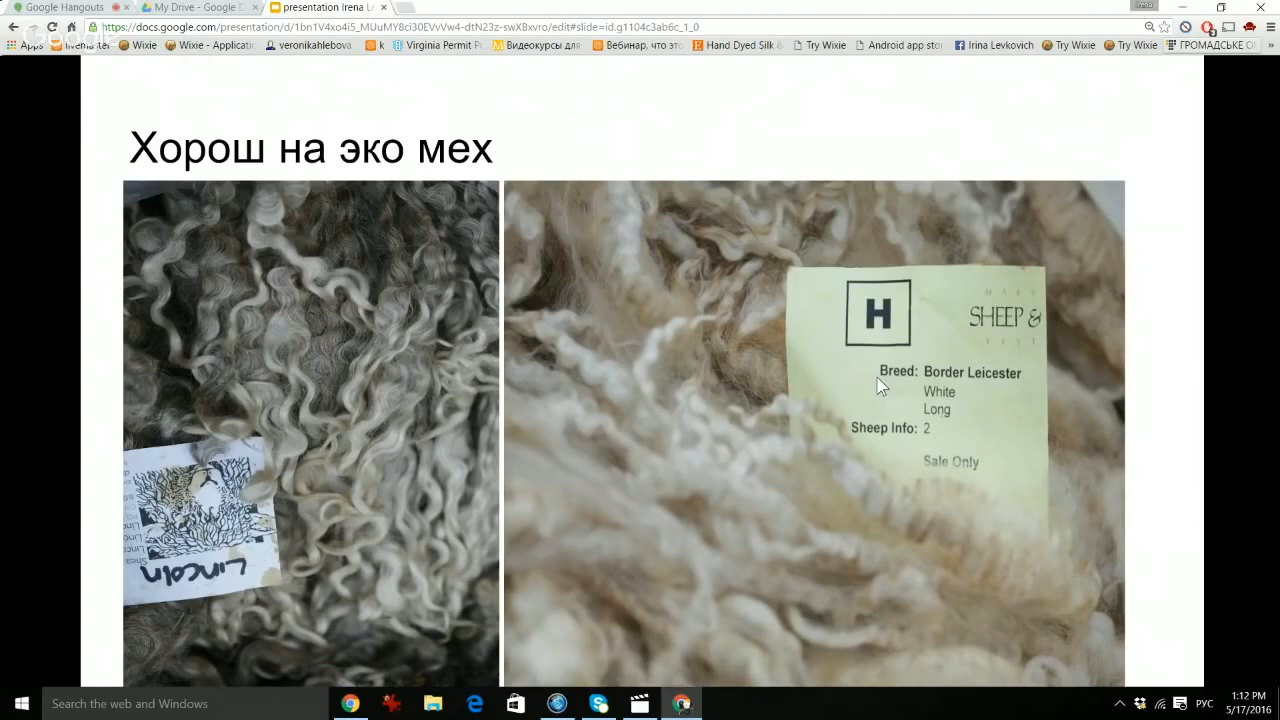 Google Hangouts
My Drive - Google D
presentation Irena Le
https://docs.google.com/presentation/d/1bn1V4xo4i5_MUuMY8ci30EVvVw4-dtN23z-swXBxvro/edit#slide=id.g1104c3ab6c_1_0
Google
Apps
Wixie
Wixie - Applicatio
veronikahlebova
k
Virginia Permit P
Видеокурсы для
Вебинар, что это
Hand Dyed Silk &
Try Wixie
Android app stor
Irina Levkovich
Try Wixie
Try Wixie
ГРОМАДСЬКЕ
Хорош на эко мех
Lincoln
H
SHEEP &
Breed: Border Leicester
White
Long
Sheep Info: 2
Sale Only
Search the web and Windows
РУС
1:12 PM
5/17/2016